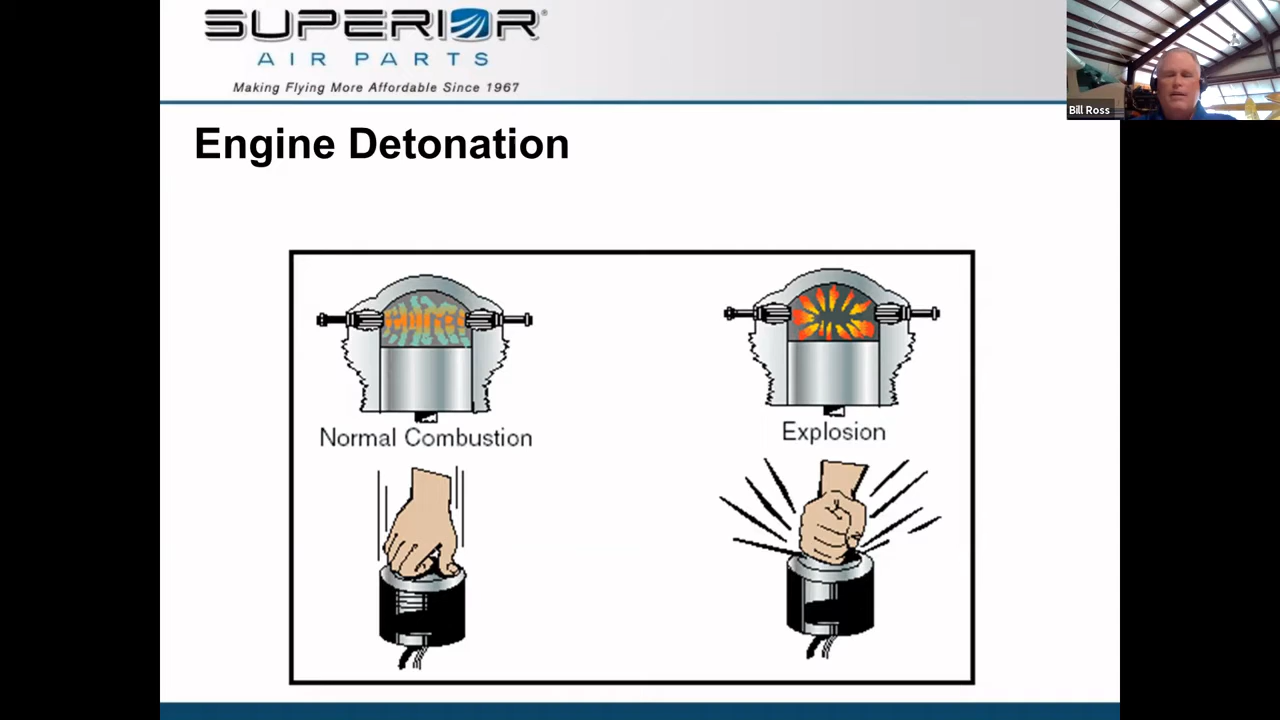 SUPERIOR®
AIR PARTS
Making Flying More Affordable Since 1967
Bill Ross
Engine Detonation
Normal Combustion
Explosion